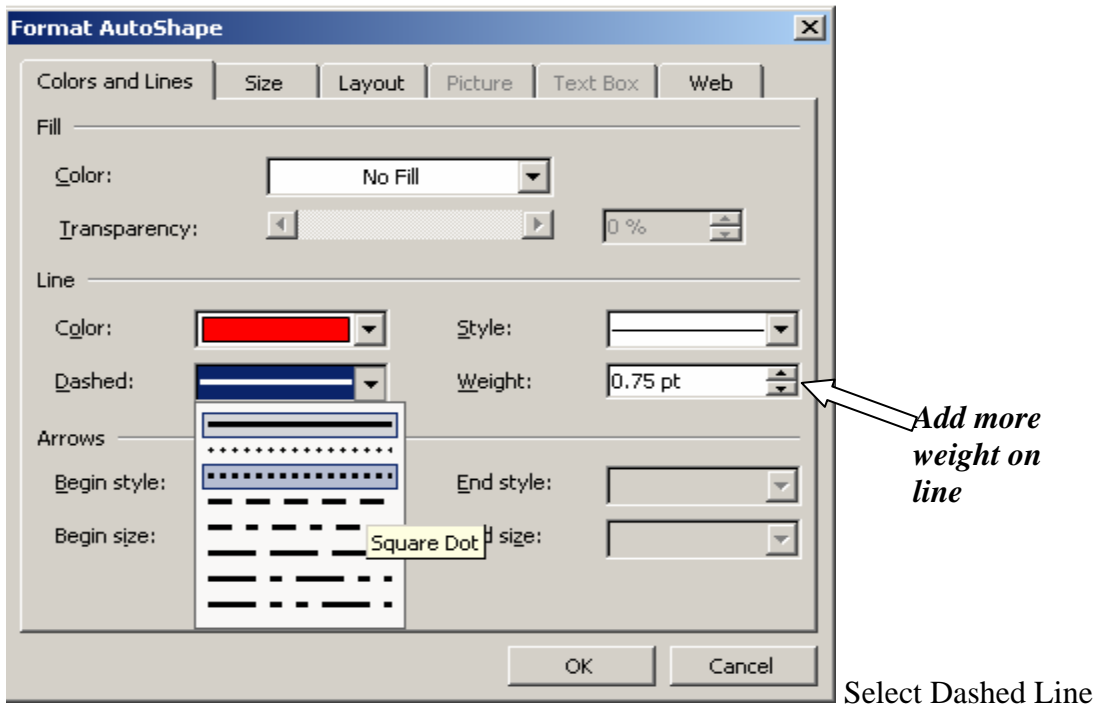 Format AutoShape
Colors and Lines Size Layout Picture Text Box Web
Fill
Color: No Fill
Transparency: 0 %
Line
Color: Style:
Dashed: Weight: 0.75 pt
Add more
weight on
line
Arrows
Begin style: End style:
Begin size: Square Dot size:
OK Cancel
Select Dashed Line